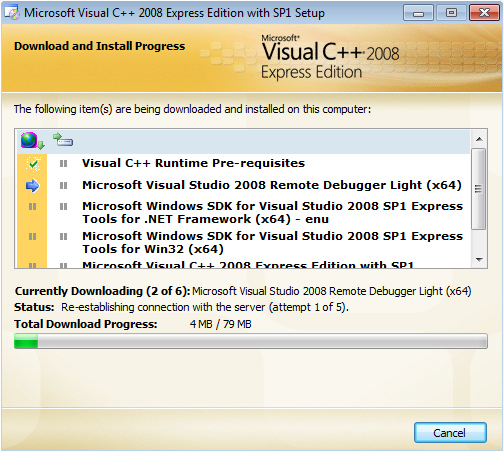 Microsoft Visual C++ 2008 Express Edition with SP1 Setup
Download and Install Progress
Microsoft®
Visual C++ 2008
Express Edition
The following item(s) are being downloaded and installed on this computer:
Visual C++ Runtime Pre-requisites
Microsoft Visual Studio 2008 Remote Debugger Light (x64)
Microsoft Windows SDK for Visual Studio 2008 SP1 Express
Tools for .NET Framework (x64) - enu
Microsoft Windows SDK for Visual Studio 2008 SP1 Express
Tools for Win32 (x64)
Microsoft Visual C++ 2008 Express Edition with SP1
Currently Downloading (2 of 6): Microsoft Visual Studio 2008 Remote Debugger Light (x64)
Status: Re-establishing connection with the server (attempt 1 of 5).
Total Download Progress: 4 MB / 79 MB
Cancel